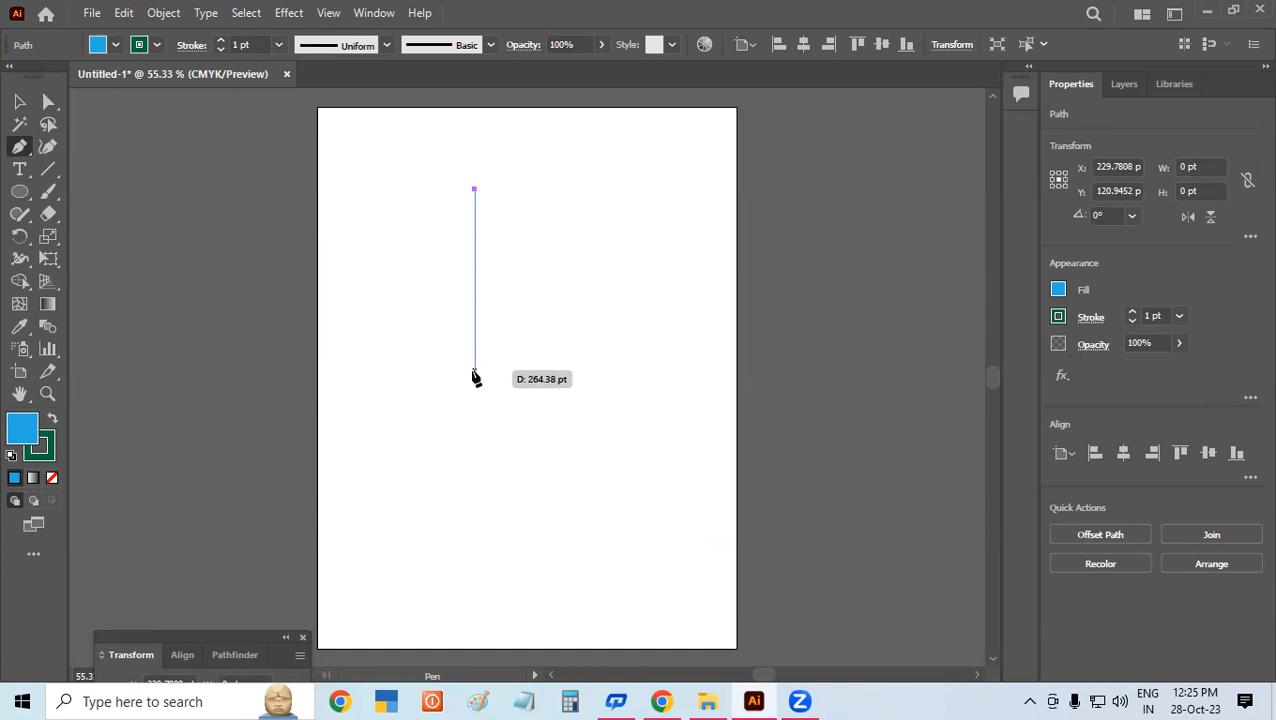 Ai File Edit Object Type Select Effect View Window Help
Path Stroke: 1 pt Uniform Basic Opacity: 100% Style: Transform
Untitled-1* @ 55.33 % (CMYK/Preview)
Properties Layers Libraries
Path
Transform
X: 229.7808 p W: 0 pt
Y: 120.9452 p H: 0 pt
0°
Appearance
Fill
Stroke 1 pt
Opacity 100%
fx
D: 264.38 pt
Align
Quick Actions
Offset Path Join
Recolor Arrange
Transform Align Pathfinder
55.3 Pen
Type here to search
Ai
ENG
IN
12:25 PM
28-Oct-23